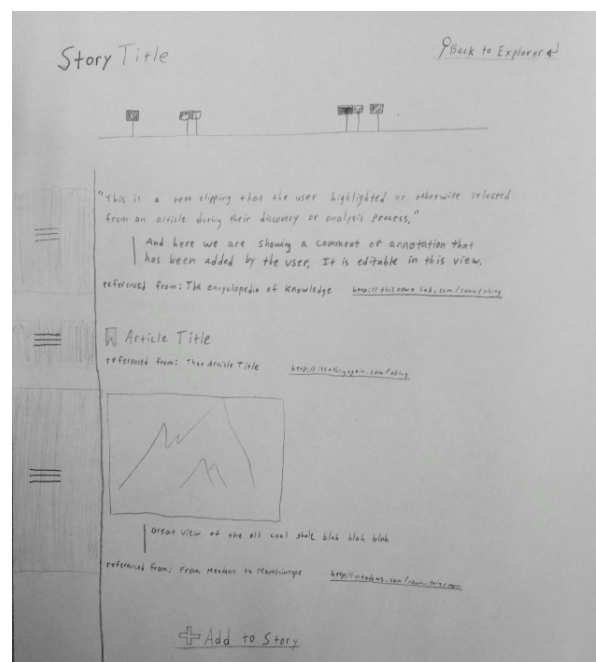 Story Title
Back to Explorer
"This is a text clipping that the user highlighted or otherwise selected
from an article during their discovery or analysis process."
And here we are showing a comment or annotation that
has been added by the user. It is editable in this view.
referenced from: The encyclopedia of Knowledge
Article Title
referenced from: That Article Title
Great view of the oil coal shale blah blah blah
referenced from: From Meadows to
Add to Story